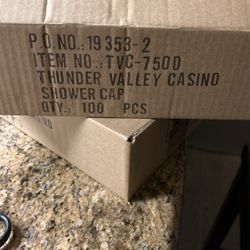 P.O.NO.: 19353-2
ITEM NO.: TVC-750D
THUNDER VALLEY CASINO
SHOWER CAP
QTY.: 100 PCS